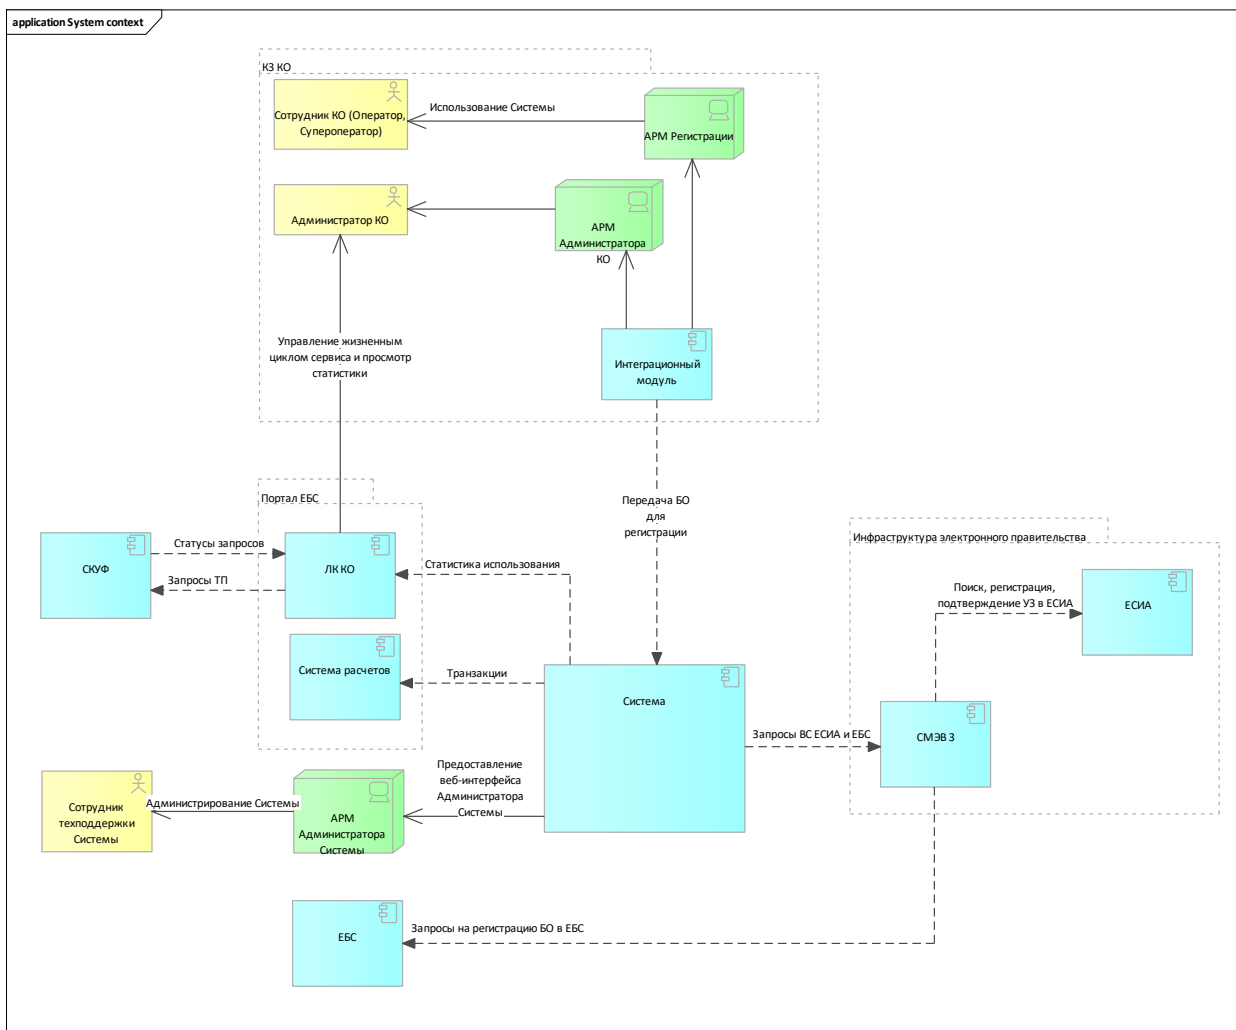 application System context
КЗ КО
Сотрудник КО (Оператор,
Супероператор)
Использование Системы
АРМ Регистрации
Администратор КО
АРМ
Администратора
КО
Управление жизненным
циклом сервиса и просмотр
статистики
Интеграционный
модуль
Портал ЕБС
Передача БО
для
регистрации
Инфраструктура электронного правительства
СКУФ
Статусы запросов
Запросы ТП
ЛК КО
Статистика использования
Поиск, регистрация,
подтверждение УЗ в ЕСИА
ЕСИА
Система расчетов
Транзакции
Система
Запросы ВС ЕСИА и ЕБС
СМЭВ 3
Сотрудник
техподдержки
Системы
Администрирование Системы
АРМ
Администратора
Системы
Предоставление
веб-интерфейса
Администратора
Системы
ЕБС
Запросы на регистрацию БО в ЕБС